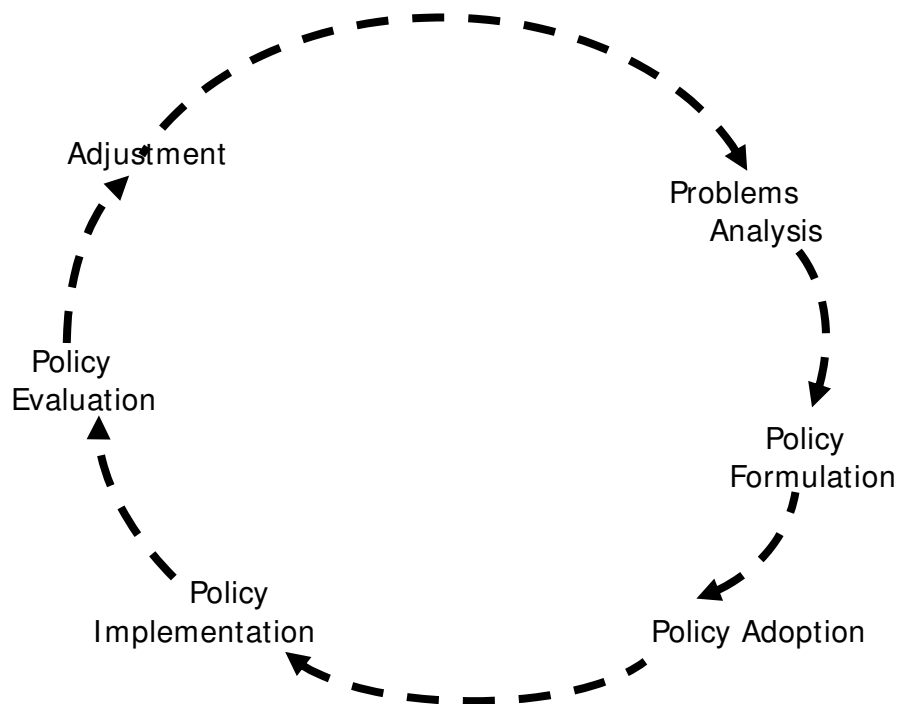 Adjustment
Problems
Analysis
Policy
Evaluation
Policy
Formulation
Policy
Implementation
Policy Adoption